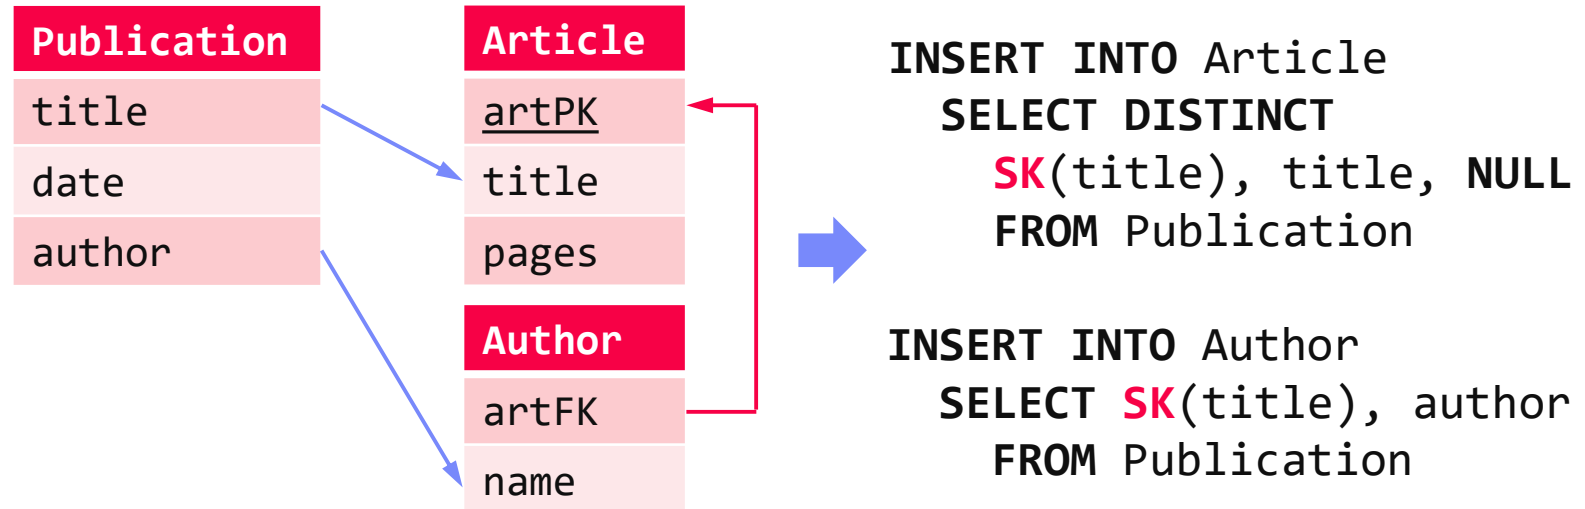 Publication
title
date
author
Article
artPK
title
pages
Author
artFK
name
INSERT INTO Article
SELECT DISTINCT
SK(title), title, NULL
FROM Publication
INSERT INTO Author
SELECT SK(title), author
FROM Publication